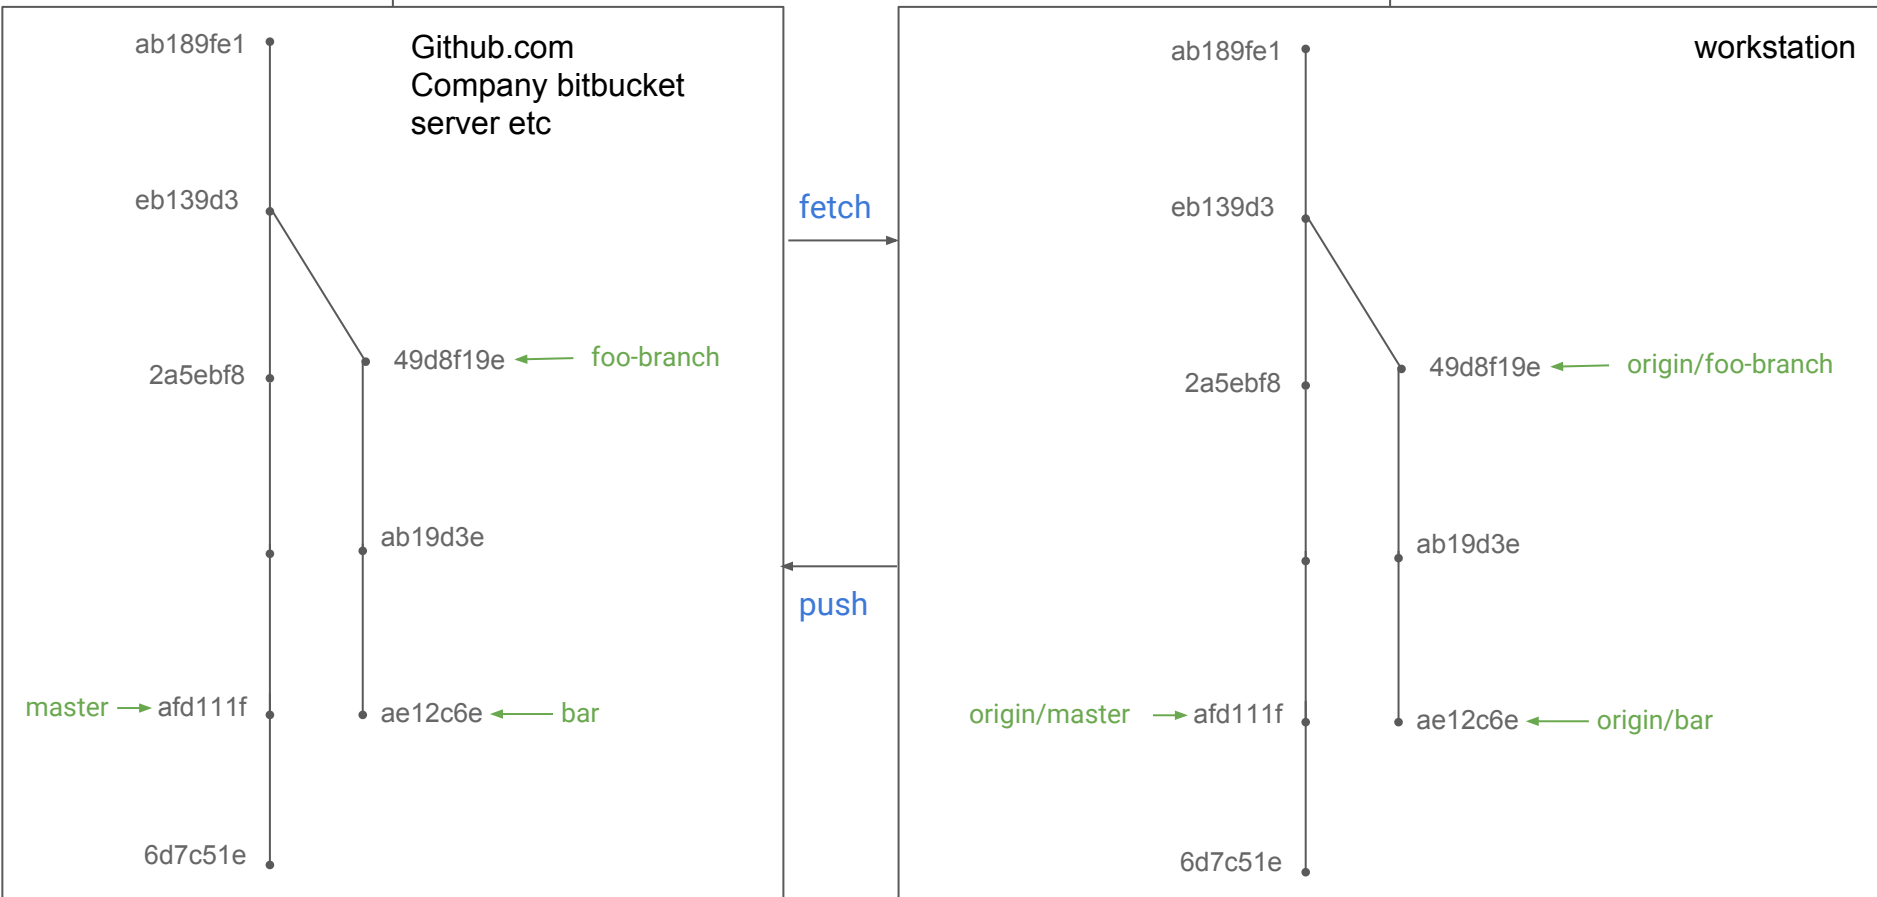 ab189fe1
Github.com
Company bitbucket
server etc
eb139d3
49d8f19e
foo-branch
2a5ebf8
ab19d3e
master
afd111f
ae12c6e
bar
6d7c51e
fetch
push
ab189fe1
workstation
eb139d3
49d8f19e
origin/foo-branch
2a5ebf8
ab19d3e
origin/master
afd111f
ae12c6e
origin/bar
6d7c51e